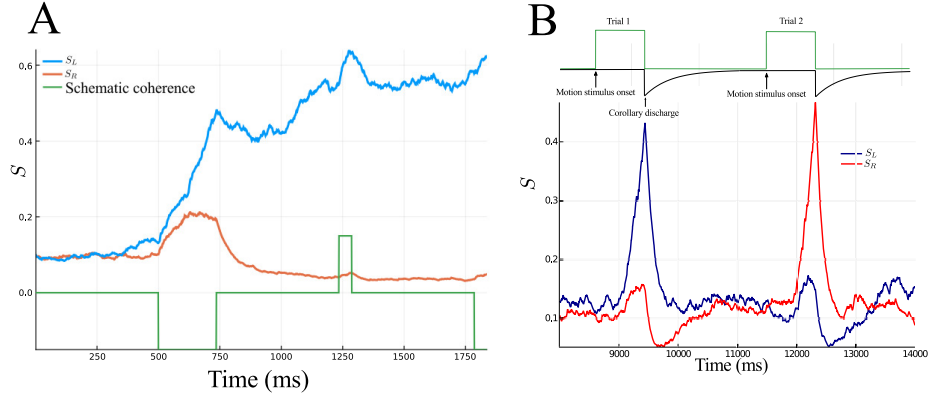 A
S_L
S_R
Schematic coherence
0,6
0,4
0,2
0.0
S
250
500
750
1000
1250
1500
1750
Time (ms)
B
Trial 1
Trial 2
Motion stimulus onset
Motion stimulus onset
Corollary discharge
S_L
S_R
0,4
0,3
0,2
0,1
S
9000
10000
11000
12000
13000
14000
Time (ms)